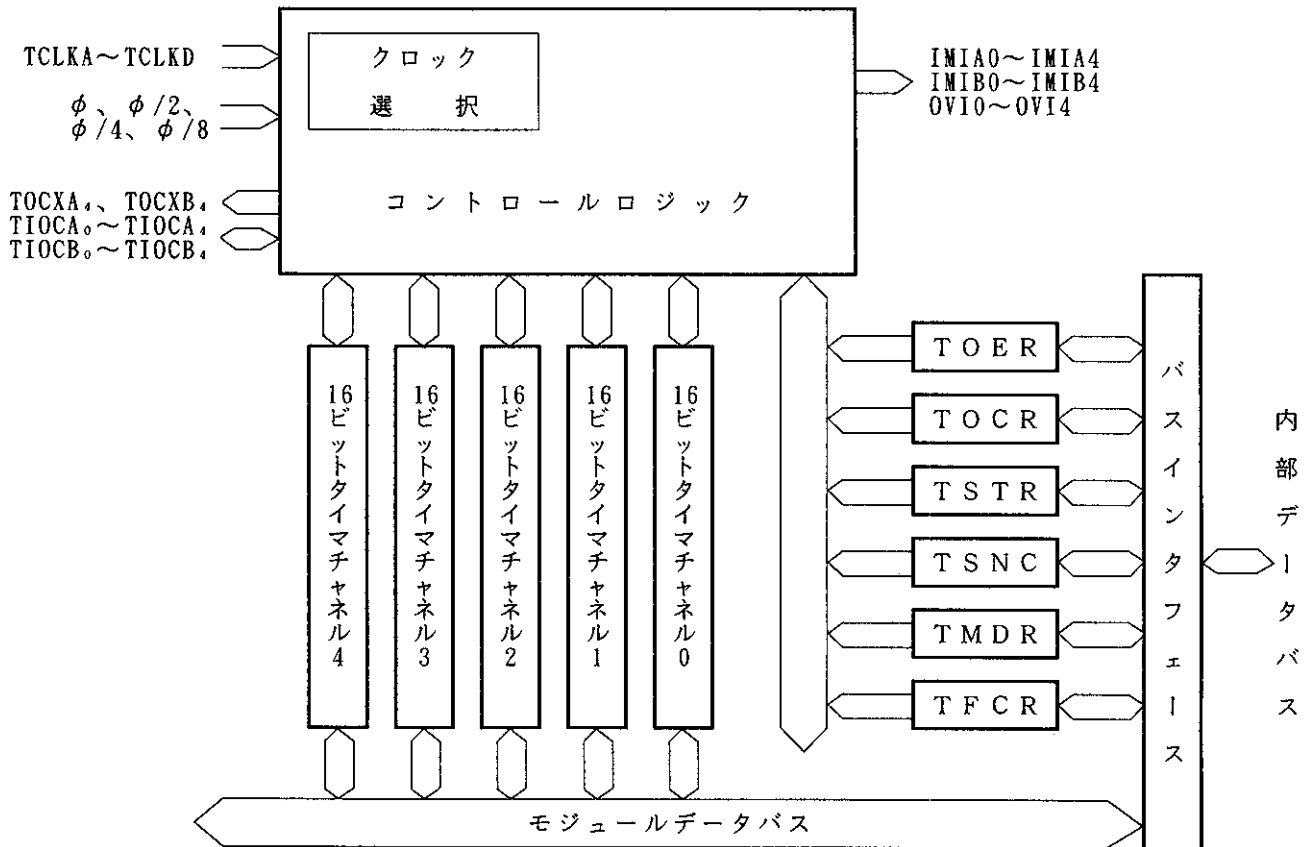 TCLKA～TCLKD
φ、φ/2、
φ/4、φ/8
TOCXA₄、TOCXB₄
TIOCA₀～TIOCA₄
TIOCB₀～TIOCB₄
クロック
選択
コントロールロジック
IMIA0～IMIA4
IMIB0～IMIB4
OVI0～OVI4
16ビットタイマチャネル4
16ビットタイマチャネル3
16ビットタイマチャネル2
16ビットタイマチャネル1
16ビットタイマチャネル0
TOER
TOCR
TSTR
TSNC
TMDR
TFCR
バスインタフェース
内部データバス
モジュールデータバス